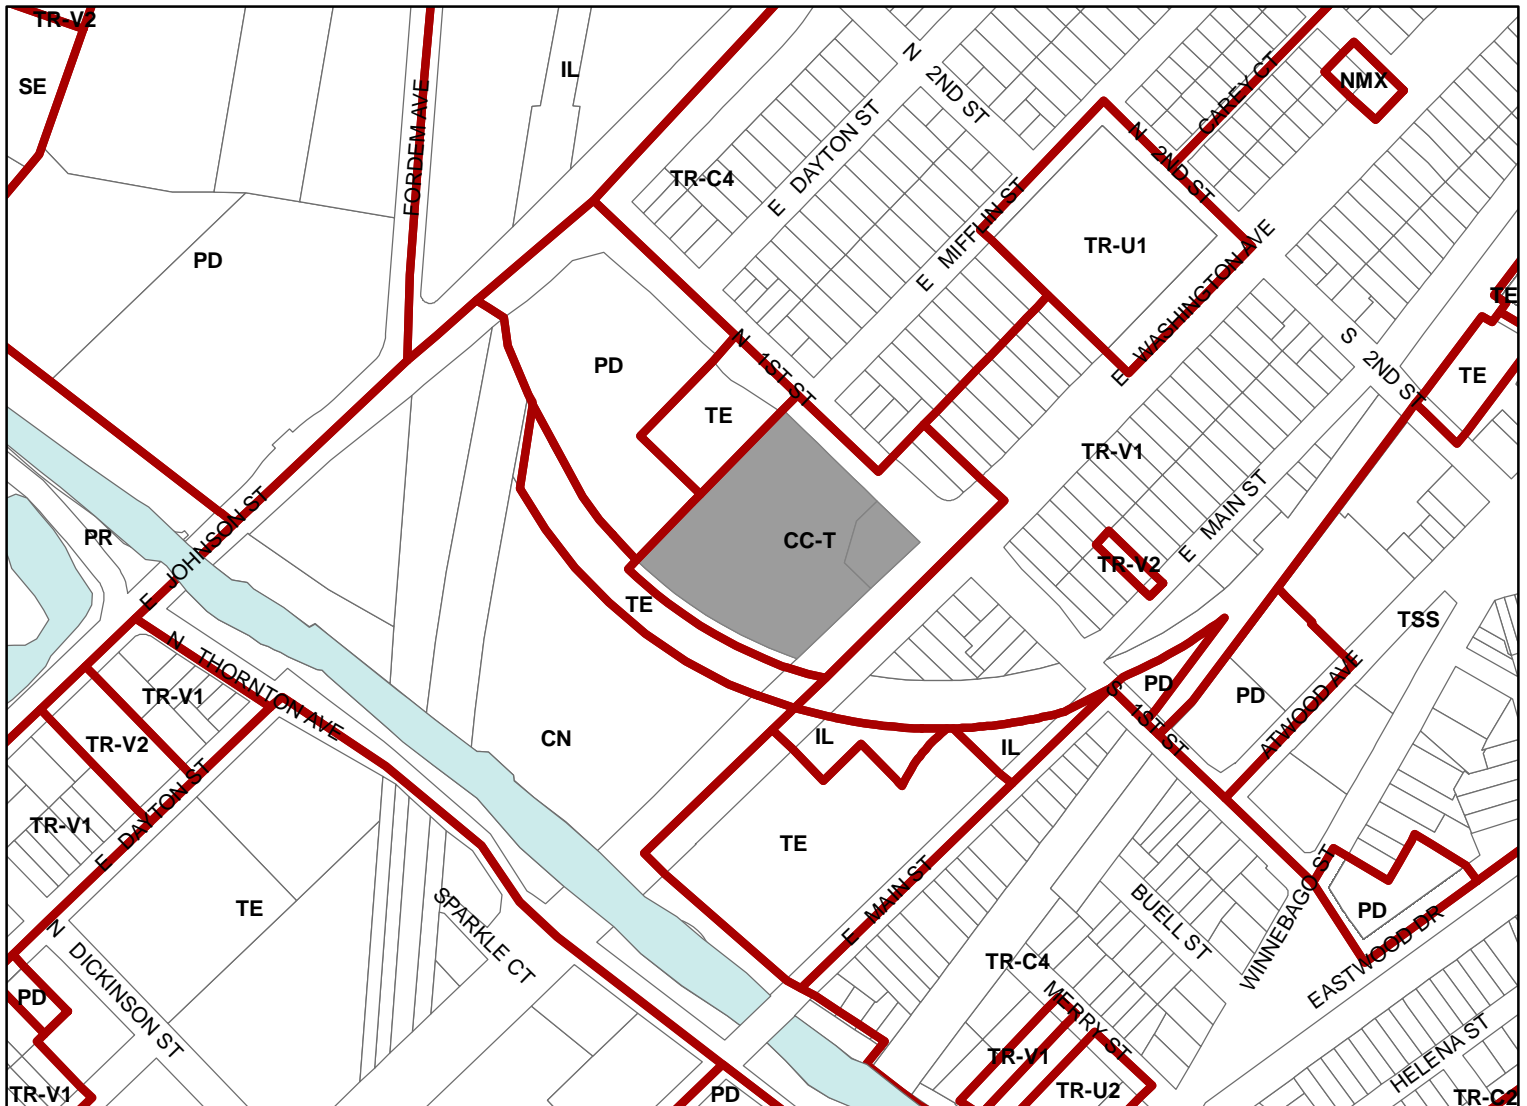 TR-V2
SE
IL
FORDEM AVE
N 2ND ST
CAREY CT
NMX
E DAYTON ST
TR-C4
N 2ND ST
E MIFFLIN ST
TR-U1
E WASHINGTON AVE
PD
TE
S 2ND ST
TE
PD
N 1ST ST
TE
TR-V1
E MAIN ST
CC-T
PR
E JOHNSON ST
TR-V2
TE
TSS
N THORNTON AVE
TR-V1
PD
PD
S 1ST ST
ATWOOD AVE
TR-V2
CN
IL
IL
E DAYTON ST
TR-V1
TE
E MAIN ST
WINNEBAGO ST
BUELL ST
TE
SPARKLE CT
PD
EASTWOOD DR
N DICKINSON ST
TR-C4
MERRY ST
PD
TR-V1
HELENA ST
TR-V1
PD
TR-U2
TR-C2